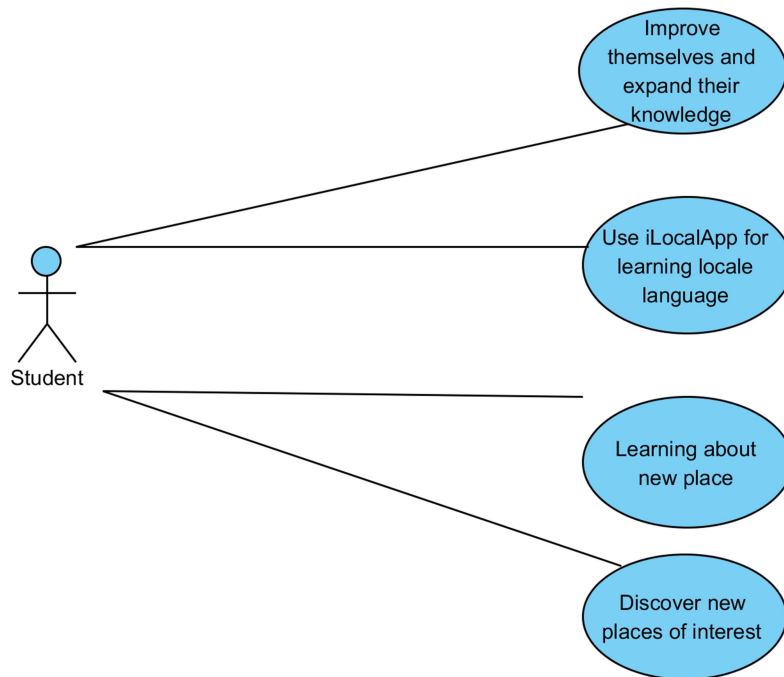 Improve
themselves and
expand their
knowledge
Use iLocalApp for
learning locale
language
Student
Learning about
new place
Discover new
places of interest